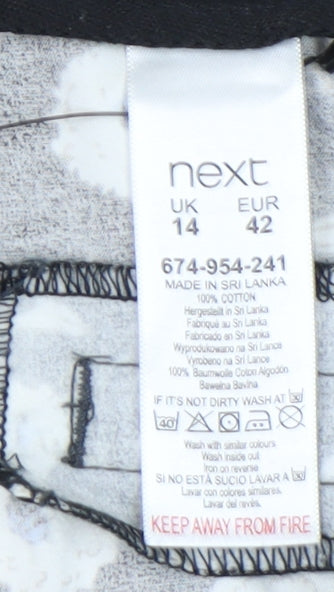 next
UK EUR
14 42
674-954-241
MADE IN SRI LANKA
100% COTTON
Hergestellt in Sri Lanka
Fabriqué au Sri Lanka
Fabricado en Sri Lanka
Wyprodukowano na Sri Lance
Vyrobeno na Sri Lance
100% Baumwolle Coton Algodón
Bawełna Bavlna
IF IT'S NOT DIRTY WASH AT
40
Wash with similar colours
Wash inside out
Iron on reverse
SI NO ESTÁ SUCIO LAVAR A
Lavar con colores similares.
Lavar del revés.
KEEP AWAY FROM FIRE